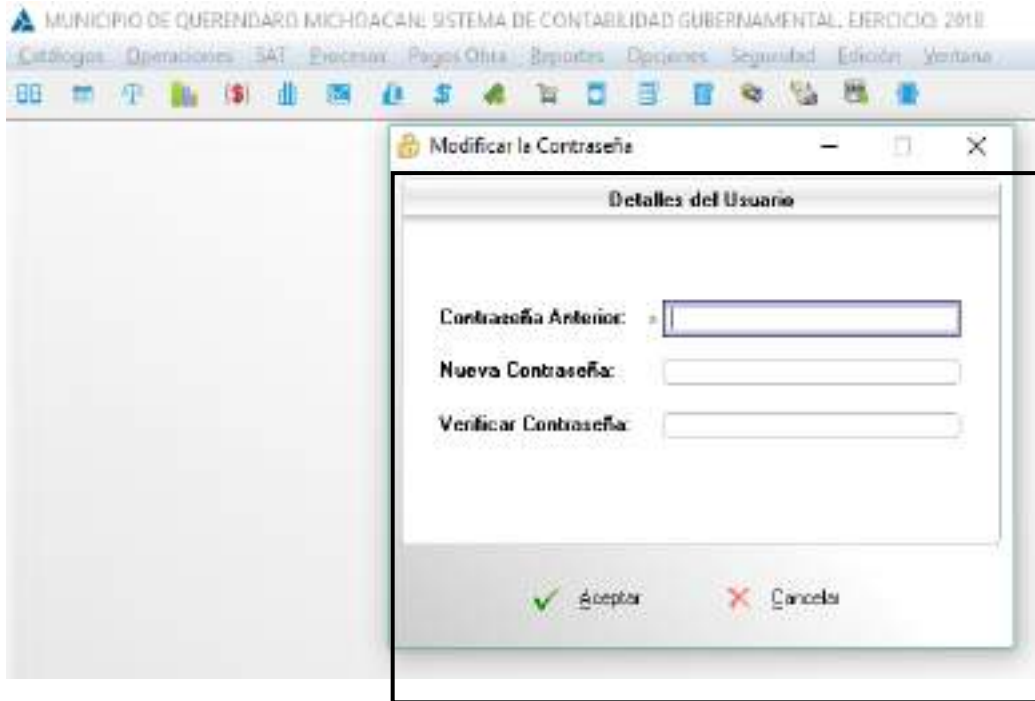 MUNICIPIO DE QUERENDARO MICHOACAN: SISTEMA DE CONTABILIDAD GUBERNAMENTAL. EJERCICIO: 2018
Catálogos Operaciones SAT Procesos Pagos Obra Reportes Opciones Seguridad Edición Ventana
Modificar la Contraseña
Detalles del Usuario
Contraseña Anterior:
Nueva Contraseña:
Verificar Contraseña:
Aceptar Cancelar